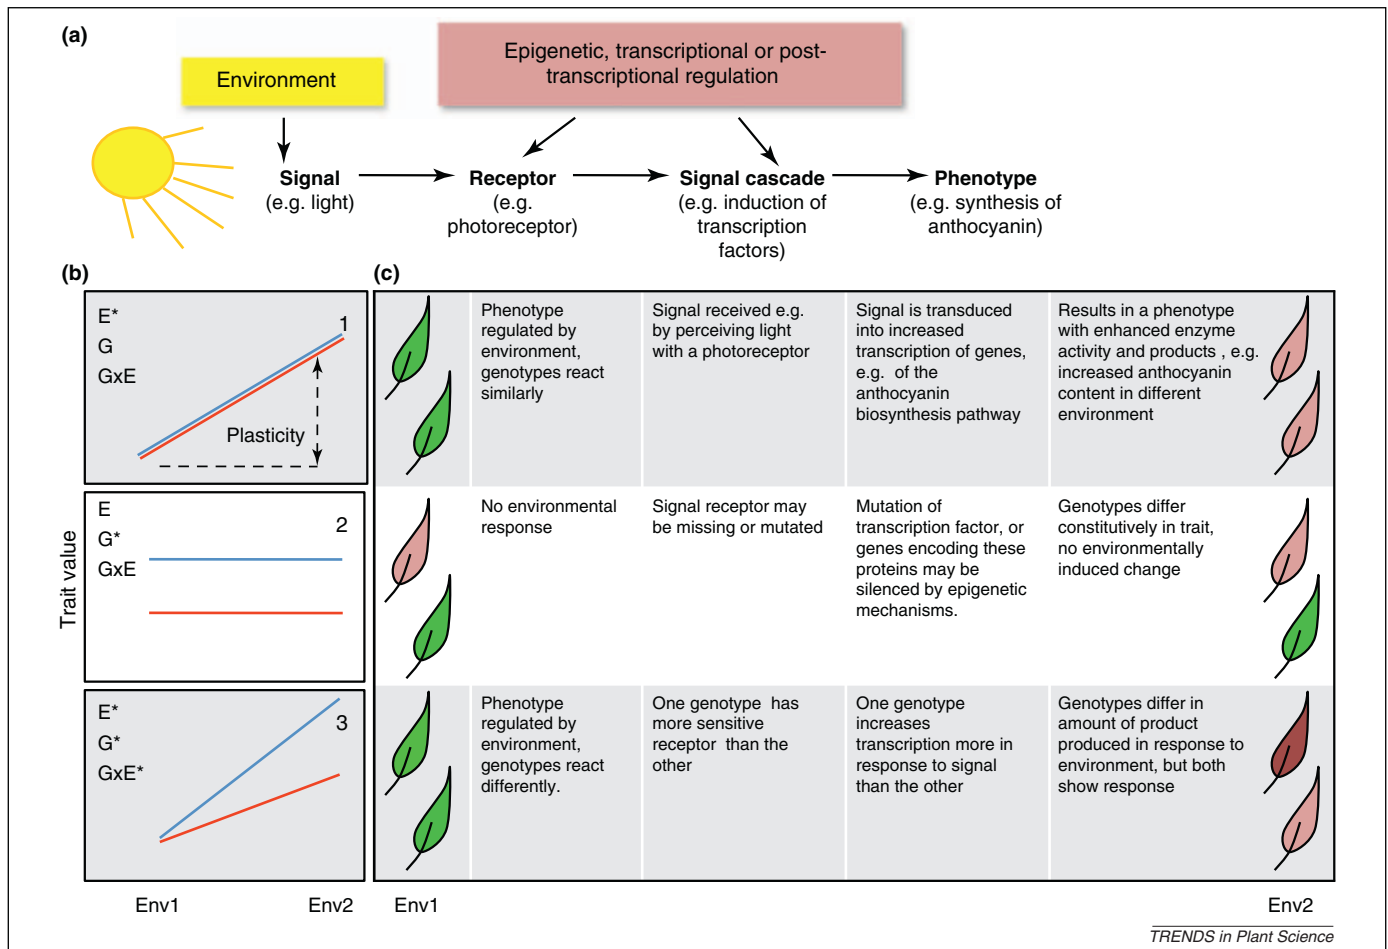 (a)
Environment
Epigenetic, transcriptional or post-
transcriptional regulation
Signal
(e.g. light)
Receptor
(e.g.
photoreceptor)
Signal cascade
(e.g. induction of
transcription
factors)
Phenotype
(e.g. synthesis of
anthocyanin)
(b)
E*
G
GxE
1
Plasticity
E
G*
GxE
2
E*
G*
GxE*
3
Trait value
Env1
Env2
(c)
Phenotype
regulated by
environment,
genotypes react
similarly
Signal received e.g.
by perceiving light
with a photoreceptor
Signal is transduced
into increased
transcription of genes,
e.g. of the
anthocyanin
biosynthesis pathway
Results in a phenotype
with enhanced enzyme
activity and products , e.g.
increased anthocyanin
content in different
environment
No environmental
response
Signal receptor may
be missing or mutated
Mutation of
transcription factor, or
genes encoding these
proteins may be
silenced by epigenetic
mechanisms.
Genotypes differ
constitutively in trait,
no environmentally
induced change
Phenotype
regulated by
environment,
genotypes react
differently.
One genotype has
more sensitive
receptor than the
other
One genotype
increases
transcription more in
response to signal
than the other
Genotypes differ in
amount of product
produced in response to
environment, but both
show response
Env1
Env2
TRENDS in Plant Science